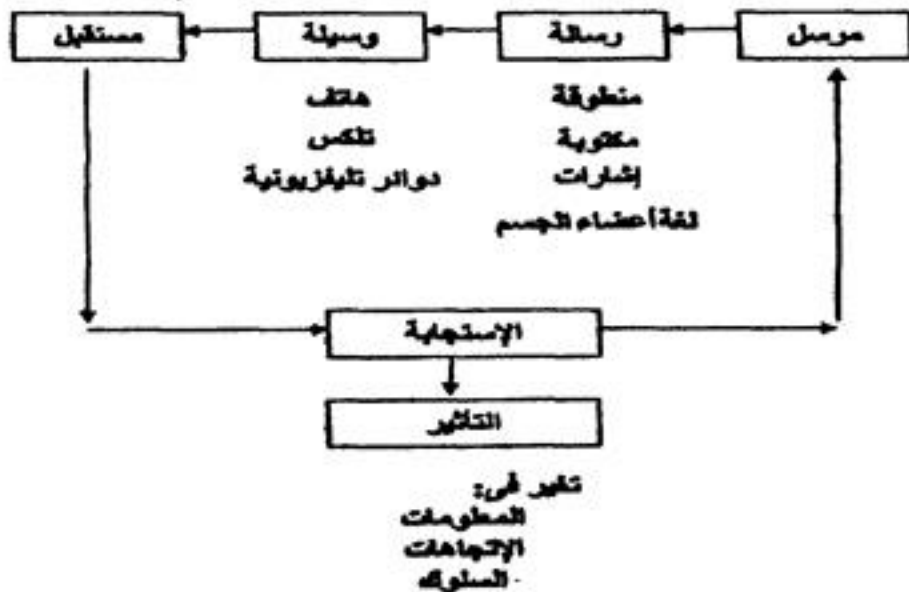 مرسل
رسالة
وسيلة
مستقبل
منطوقة
مكتوبة
إشارات
لغة أعضاء الجسم
هاتف
تلكس
دوائر تليفزيونية
الإستجابة
التأثير
تغير فى:
المعلومات
الإتجاهات
السلوك